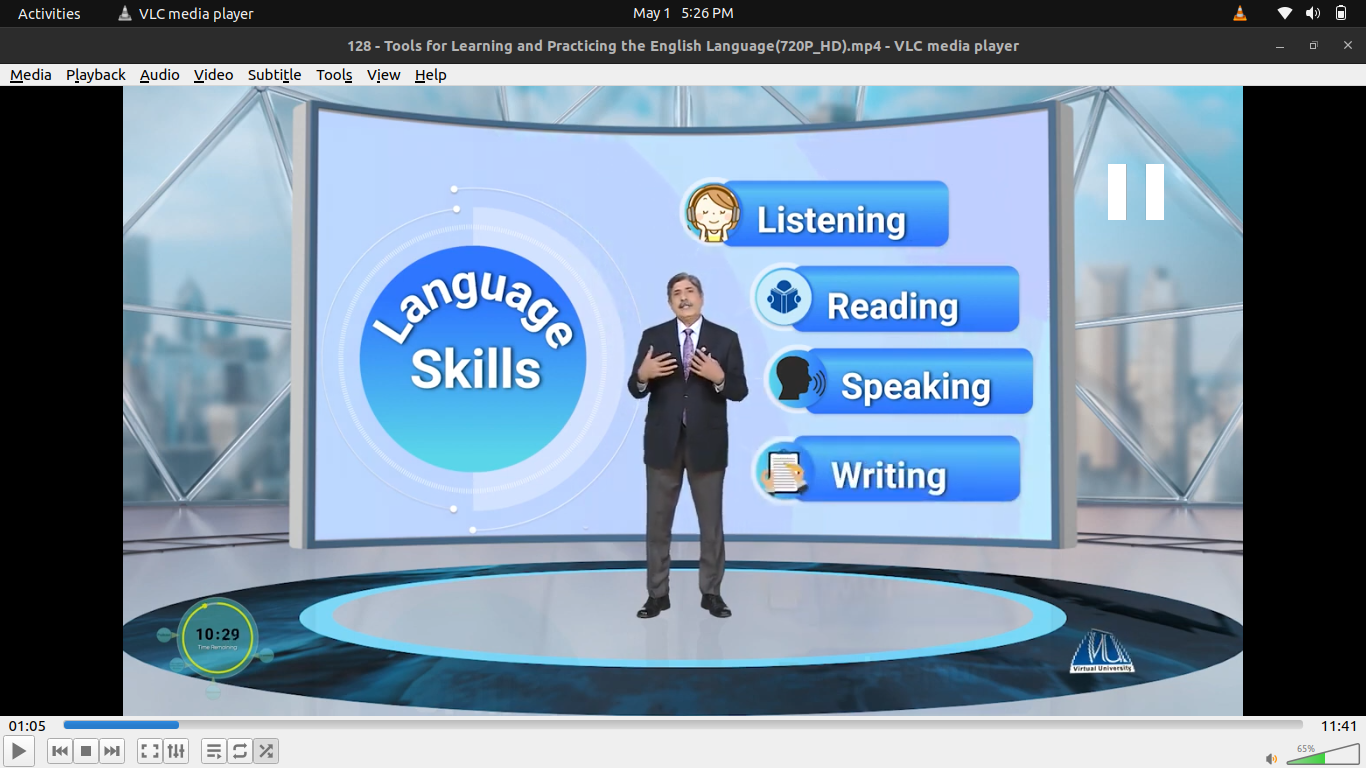 Activities
VLC media player
May 1 5:26 PM
128 - Tools for Learning and Practicing the English Language(720P_HD).mp4 - VLC media player
Media Playback Audio Video Subtitle Tools View Help
Language
Skills
Listening
Reading
Speaking
Writing
10:29
Time Remaining
VU
Virtual University
01:05
11:41
65%